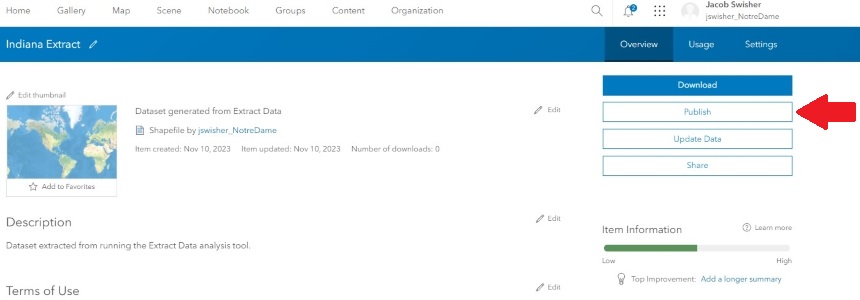 Home Gallery Map Scene Notebook Groups Content Organization
2
Jacob Swisher
jswisher_NotreDame
Indiana Extract
Overview Usage Settings
Edit thumbnail
Add to Favorites
Dataset generated from Extract Data
Edit
Shapefile by jswisher_NotreDame
Item created: Nov 10, 2023 Item updated: Nov 10, 2023 Number of downloads: 0
Download
Publish
Update Data
Share
Description
Edit
Dataset extracted from running the Extract Data analysis tool.
Item Information
Learn more
Low High
Top Improvement: Add a longer summary
Terms of Use
Edit